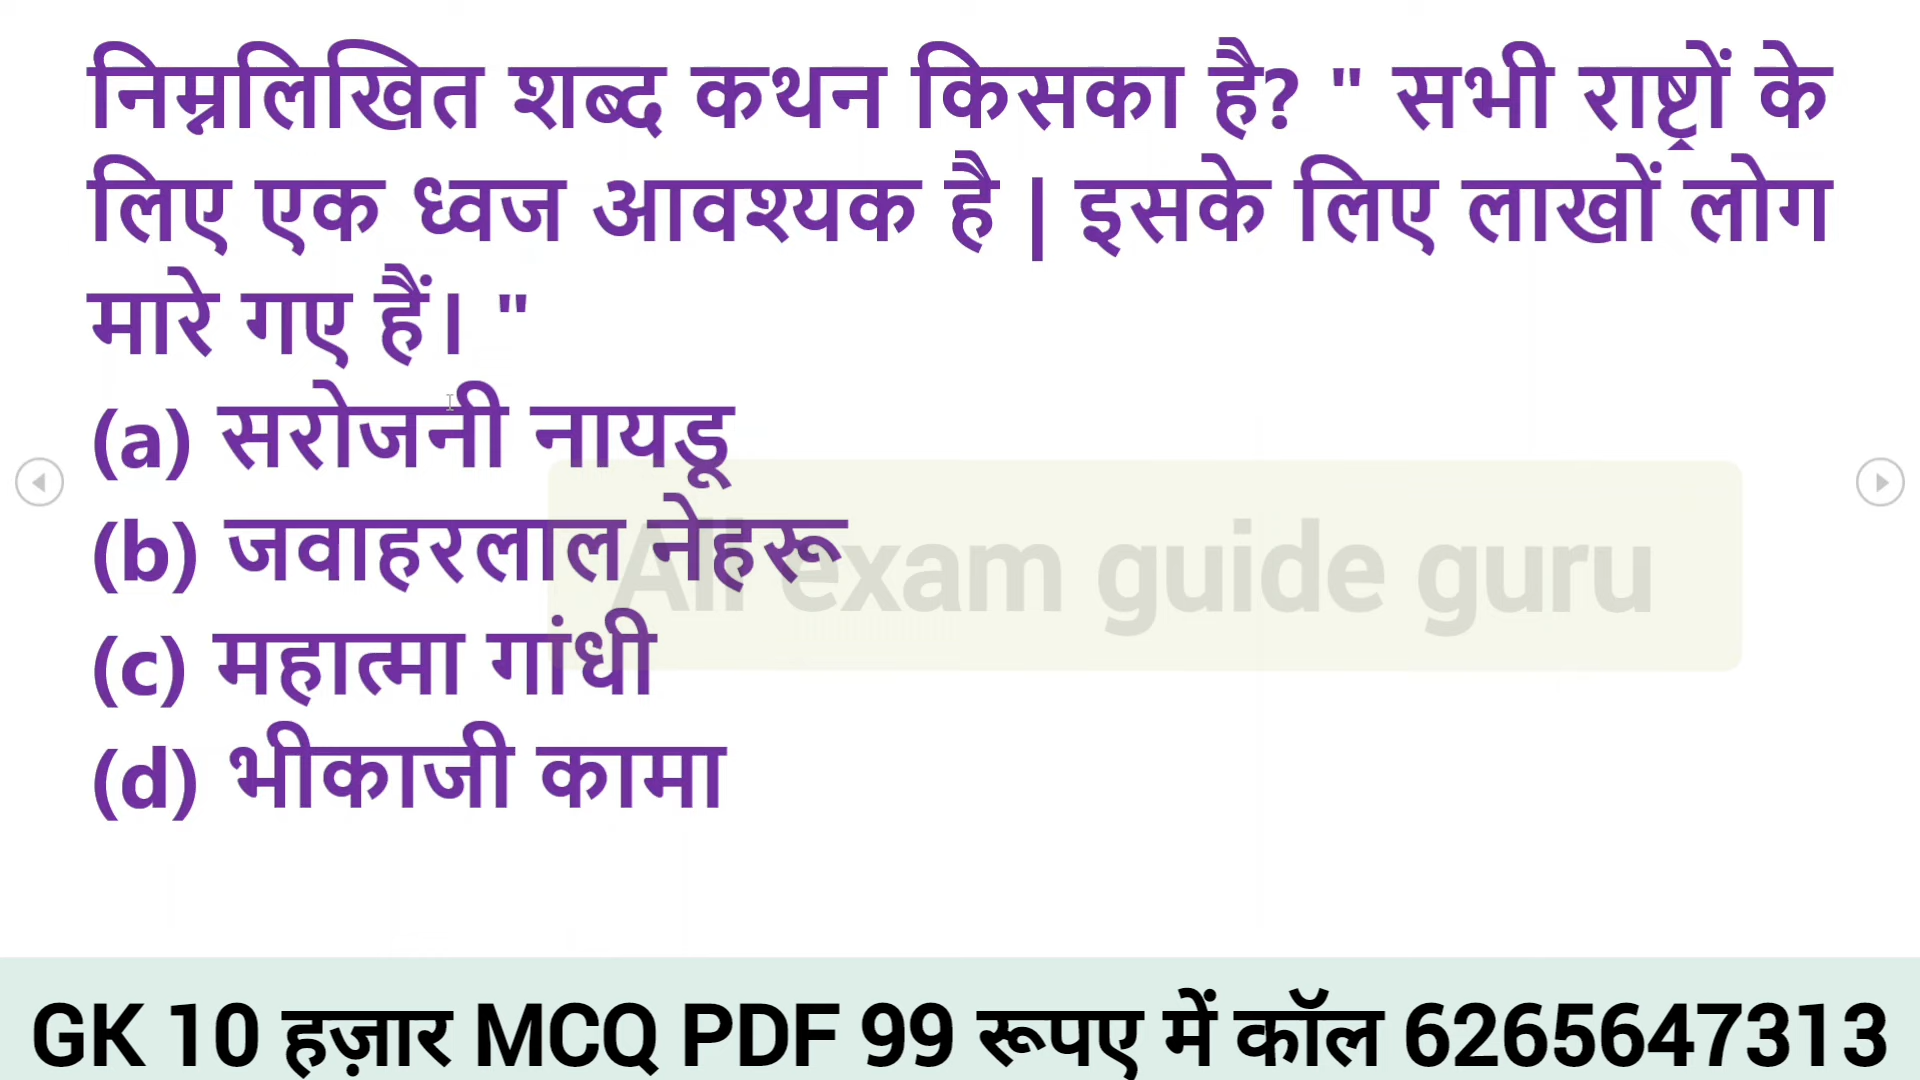 निम्नलिखित शब्द कथन किसका है? " सभी राष्ट्रों के
लिए एक ध्वज आवश्यक है | इसके लिए लाखों लोग
मारे गए हैं। "
(a) सरोजनी नायडू
(b) जवाहरलाल नेहरू
(c) महात्मा गांधी
(d) भीकाजी कामा
All exam guide guru
GK 10 हज़ार MCQ PDF 99 रूपए में कॉल 6265647313